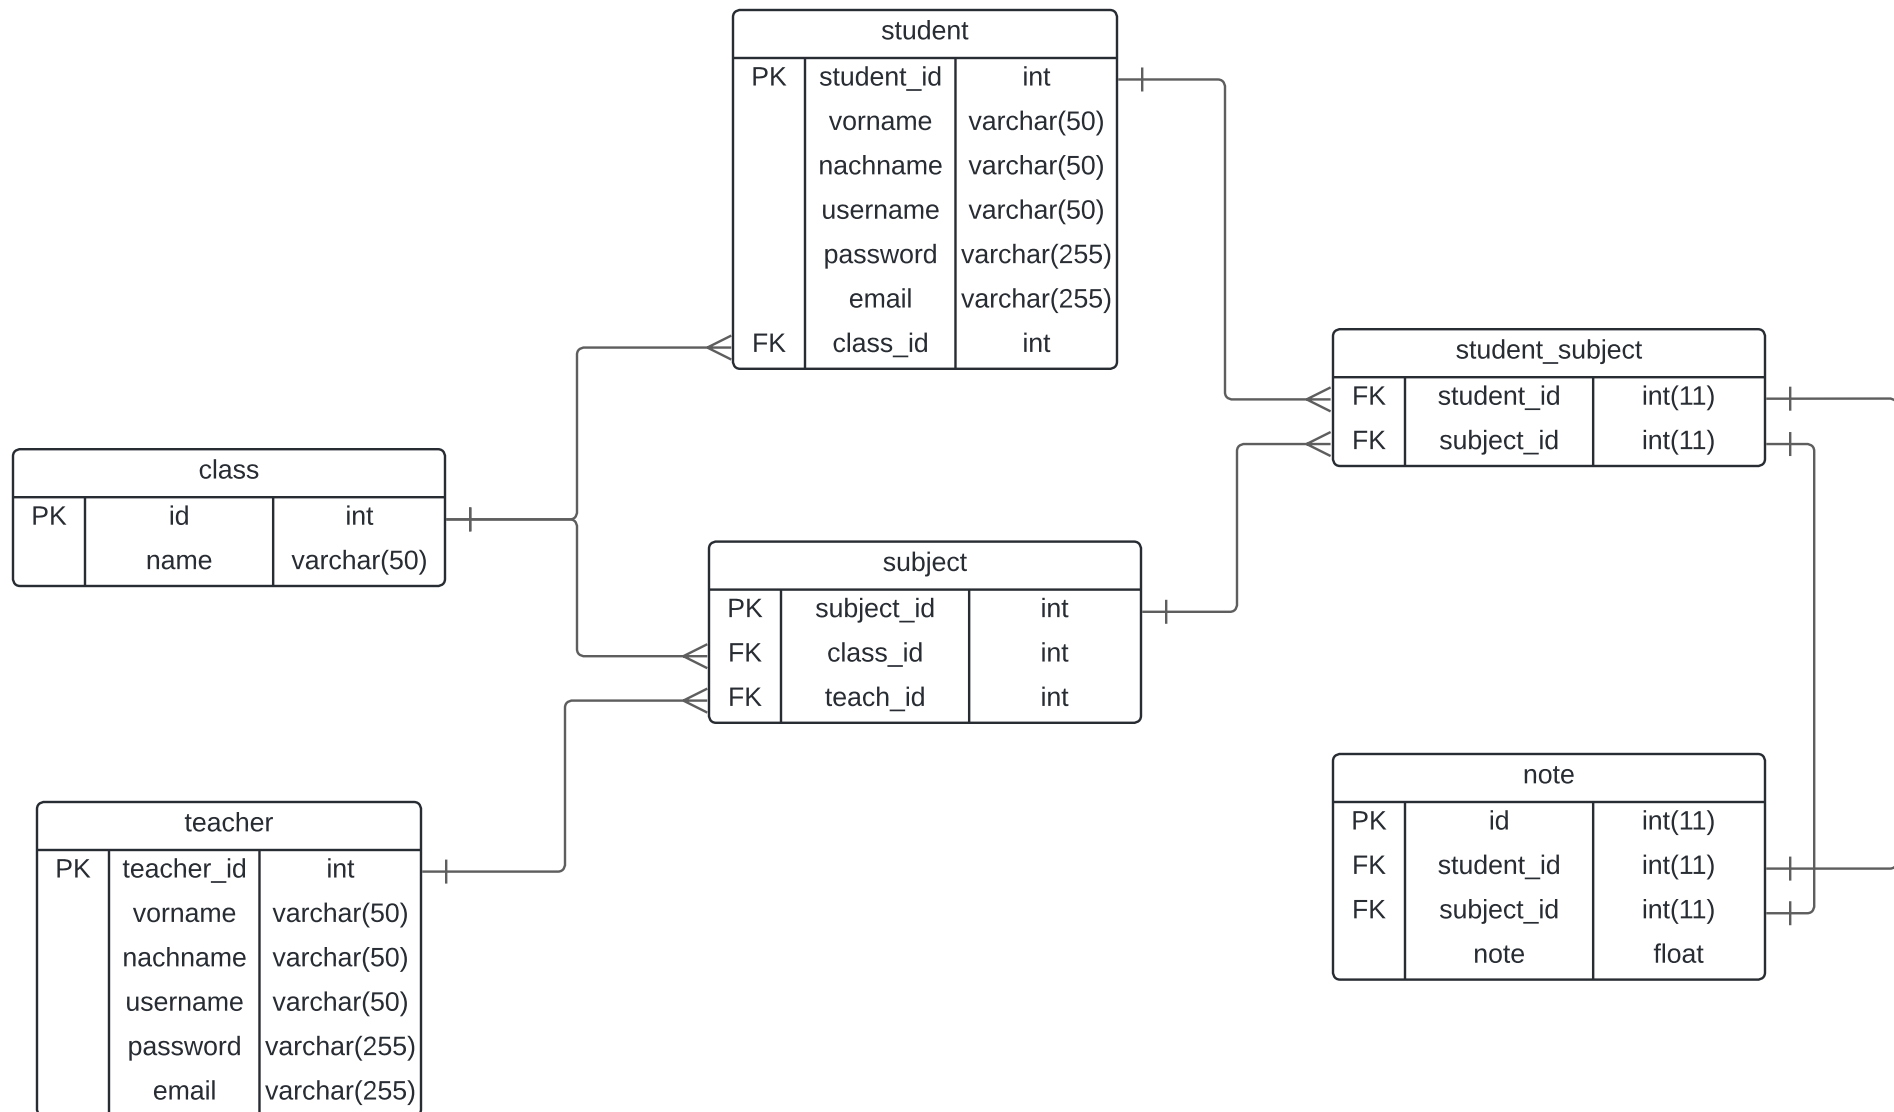 student
PK student_id int
vorname varchar(50)
nachname varchar(50)
username varchar(50)
password varchar(255)
email varchar(255)
FK class_id int
student_subject
FK student_id int(11)
FK subject_id int(11)
class
PK id int
name varchar(50)
subject
PK subject_id int
FK class_id int
FK teach_id int
note
PK id int(11)
FK student_id int(11)
FK subject_id int(11)
note float
teacher
PK teacher_id int
vorname varchar(50)
nachname varchar(50)
username varchar(50)
password varchar(255)
email varchar(255)